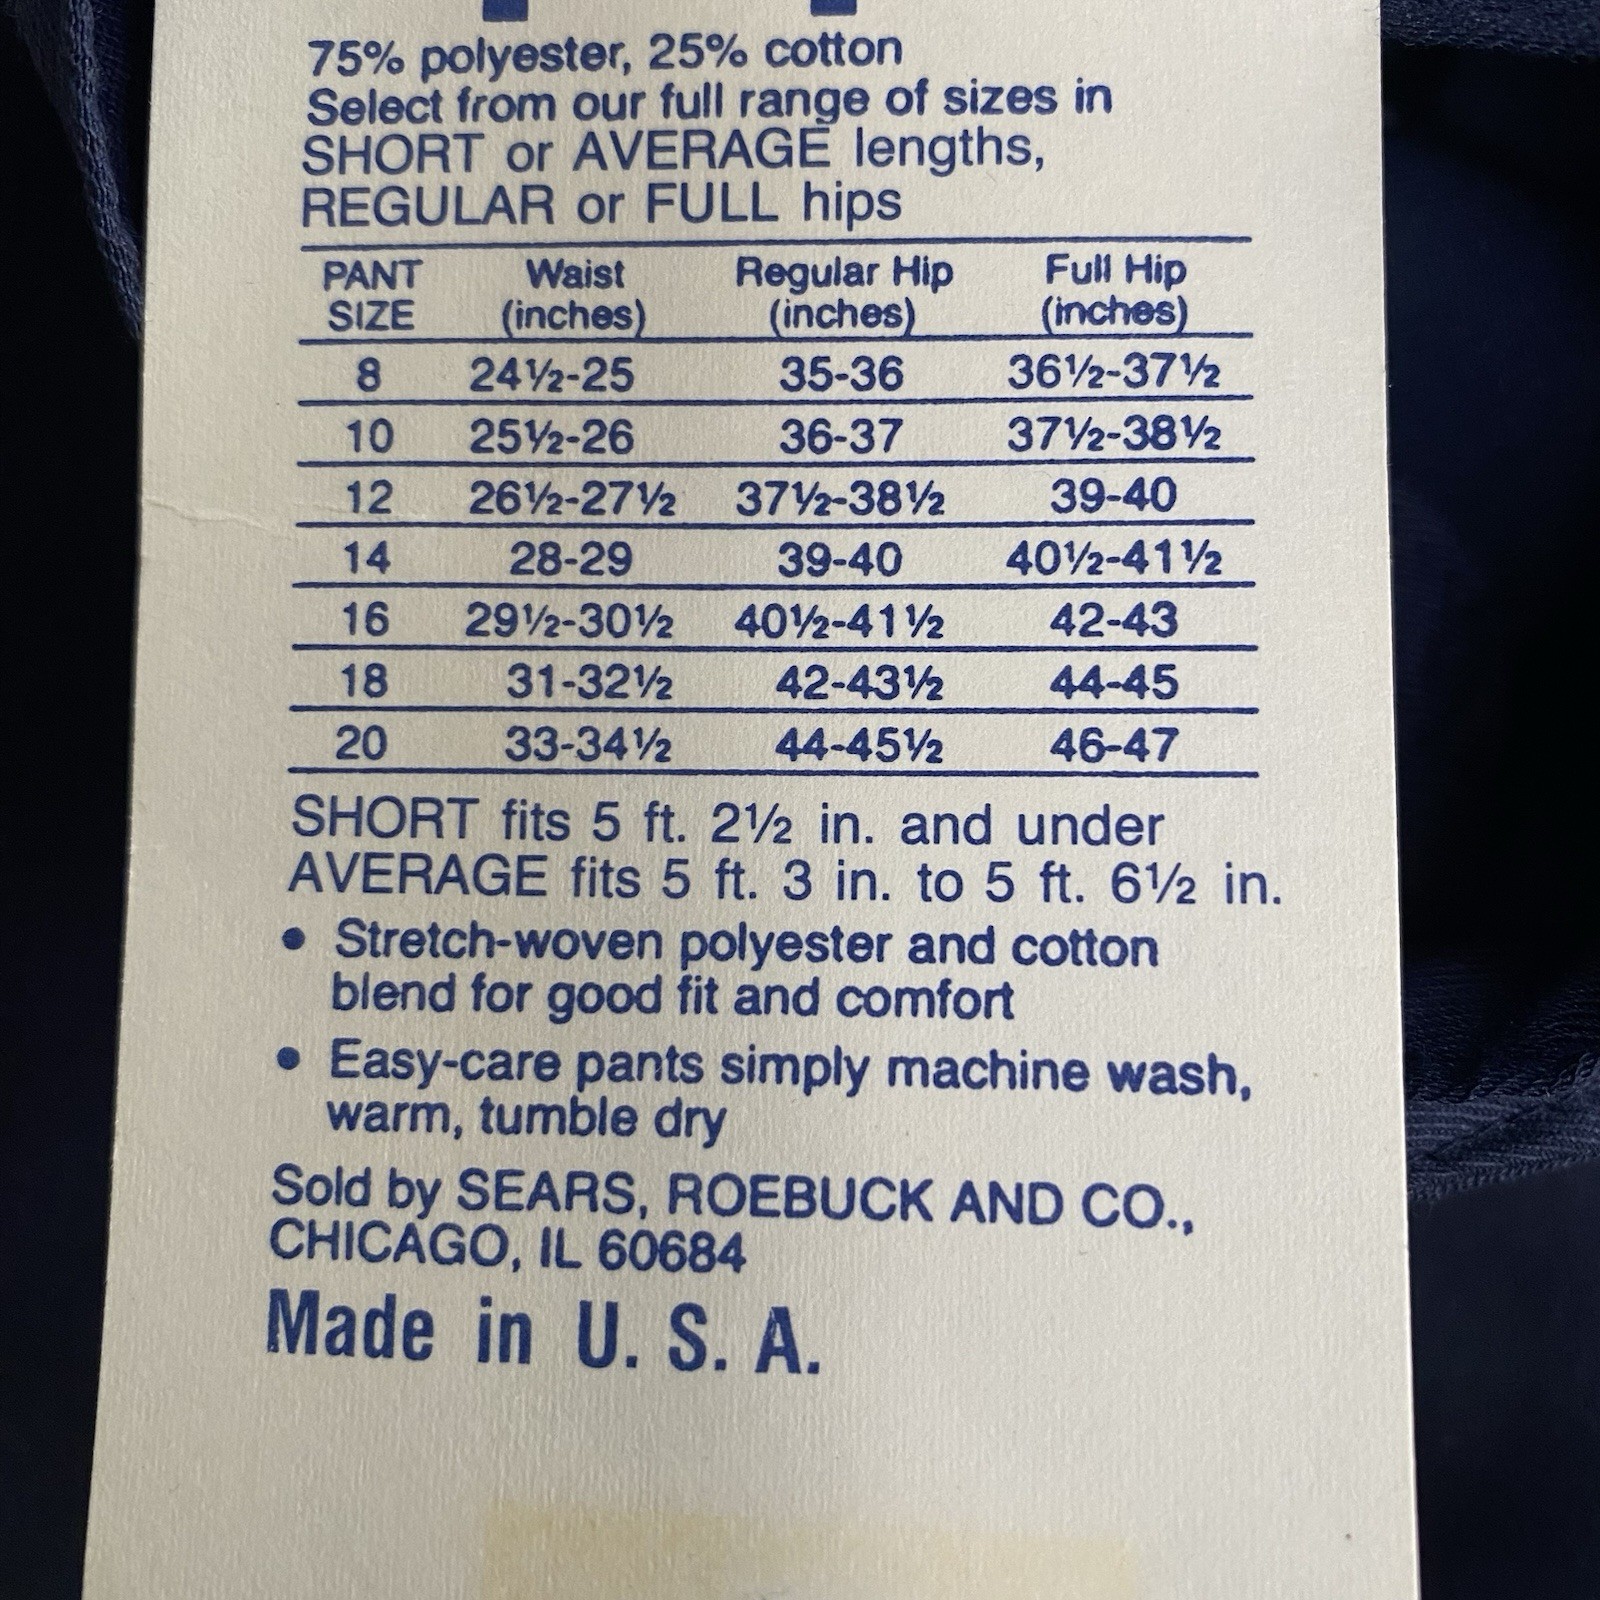 75% polyester, 25% cotton
Select from our full range of sizes in
SHORT or AVERAGE lengths,
REGULAR or FULL hips
PANT Waist Regular Hip Full Hip
SIZE (inches) (inches) (inches)
8 24½-25 35-36 36½-37½
10 25½-26 36-37 37½-38½
12 26½-27½ 37½-38½ 39-40
14 28-29 39-40 40½-41½
16 29½-30½ 40½-41½ 42-43
18 31-32½ 42-43½ 44-45
20 33-34½ 44-45½ 46-47
SHORT fits 5 ft. 2½ in. and under
AVERAGE fits 5 ft. 3 in. to 5 ft. 6½ in.
• Stretch-woven polyester and cotton
blend for good fit and comfort
• Easy-care pants simply machine wash,
warm, tumble dry
Sold by SEARS, ROEBUCK AND CO.,
CHICAGO, IL 60684
Made in U. S. A.